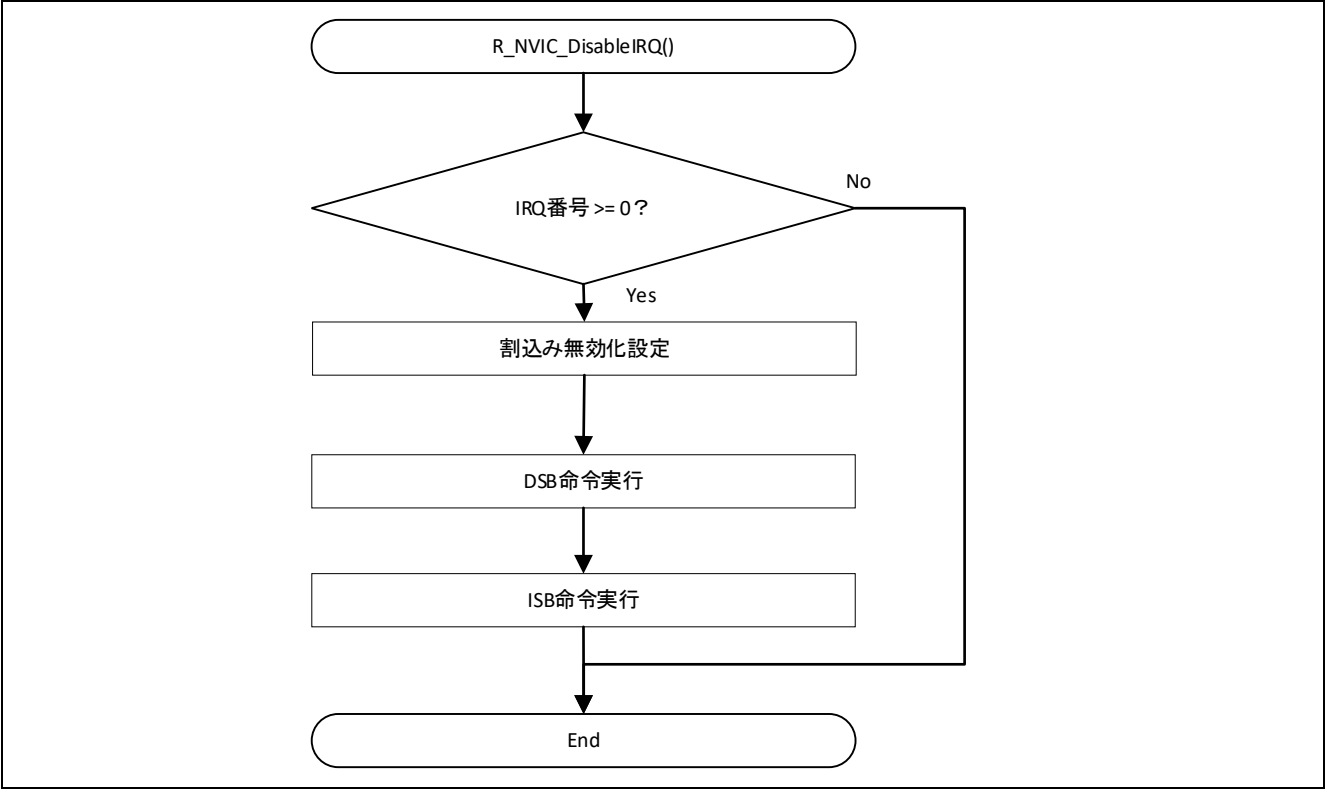 R_NVIC_DisableIRQ()
IRQ番号 >= 0？
No
Yes
割込み無効化設定
DSB命令実行
ISB命令実行
End